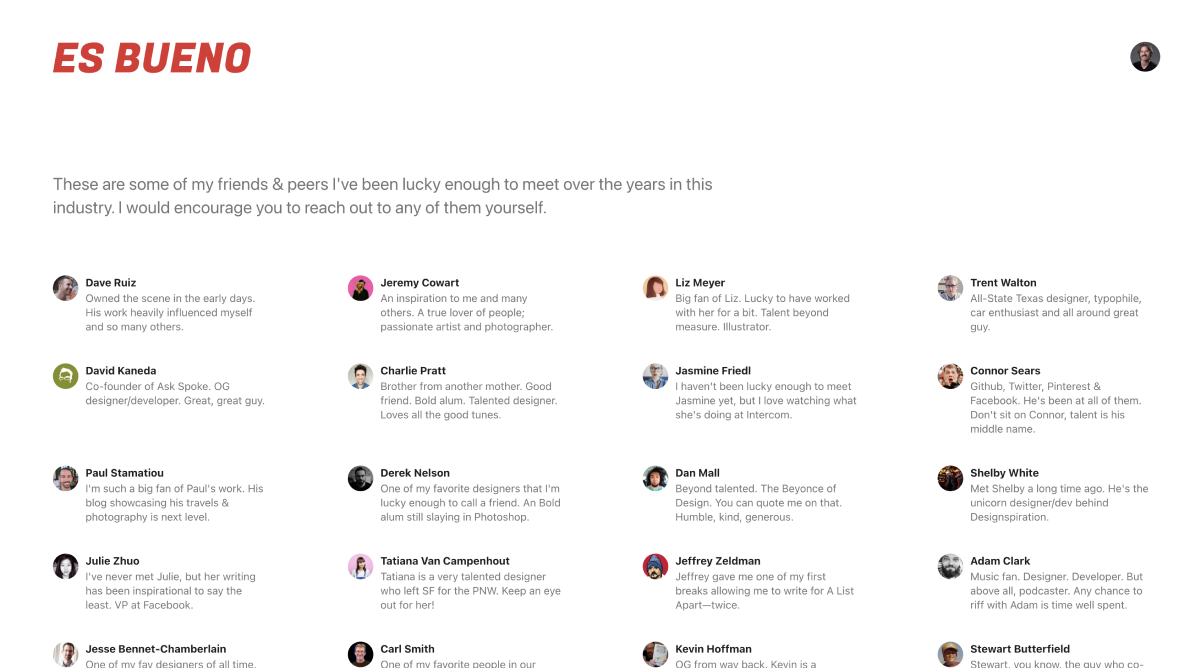 ES BUENO
These are some of my friends & peers I've been lucky enough to meet over the years in this
industry. I would encourage you to reach out to any of them yourself.
Dave Ruiz
Owned the scene in the early days.
His work heavily influenced myself
and so many others.
Jeremy Cowart
An inspiration to me and many
others. A true lover of people;
passionate artist and photographer.
Liz Meyer
Big fan of Liz. Lucky to have worked
with her for a bit. Talent beyond
measure. Illustrator.
Trent Walton
All-State Texas designer, typophile,
car enthusiast and all around great
guy.
David Kaneda
Co-founder of Ask Spoke. OG
designer/developer. Great, great guy.
Charlie Pratt
Brother from another mother. Good
friend. Bold alum. Talented designer.
Loves all the good tunes.
Jasmine Friedl
I haven't been lucky enough to meet
Jasmine yet, but I love watching what
she's doing at Intercom.
Connor Sears
Github, Twitter, Pinterest &
Facebook. He's been at all of them.
Don't sit on Connor, talent is his
middle name.
Paul Stamatiou
I'm such a big fan of Paul's work. His
blog showcasing his travels &
photography is next level.
Derek Nelson
One of my favorite designers that I'm
lucky enough to call a friend. An Bold
alum still slaying in Photoshop.
Dan Mall
Beyond talented. The Beyonce of
Design. You can quote me on that.
Humble, kind, generous.
Shelby White
Met Shelby a long time ago. He's the
unicorn designer/dev behind
Designspiration.
Julie Zhuo
I've never met Julie, but her writing
has been inspirational to say the
least. VP at Facebook.
Tatiana Van Campenhout
Tatiana is a very talented designer
who left SF for the PNW. Keep an eye
out for her!
Jeffrey Zeldman
Jeffrey gave me one of my first
breaks allowing me to write for A List
Apart—twice.
Adam Clark
Music fan. Designer. Developer. But
above all, podcaster. Any chance to
riff with Adam is time well spent.
Jesse Bennet-Chamberlain
One of my fav designers of all time.
Carl Smith
One of my favorite people in our
Kevin Hoffman
OG from way back. Kevin is a
Stewart Butterfield
Stewart, you know, the guy who co-